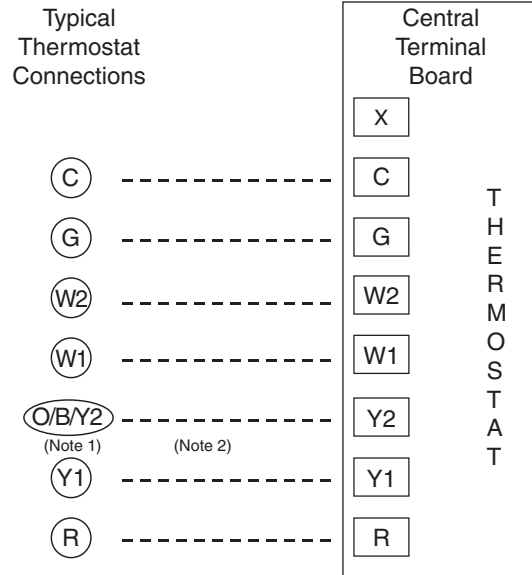 Typical
Thermostat
Connections
Central
Terminal
Board
X
C
C
G
G
W2
W2
W1
W1
O/B/Y2
Y2
(Note 1)
(Note 2)
Y1
Y1
R
R
THERMOSTAT